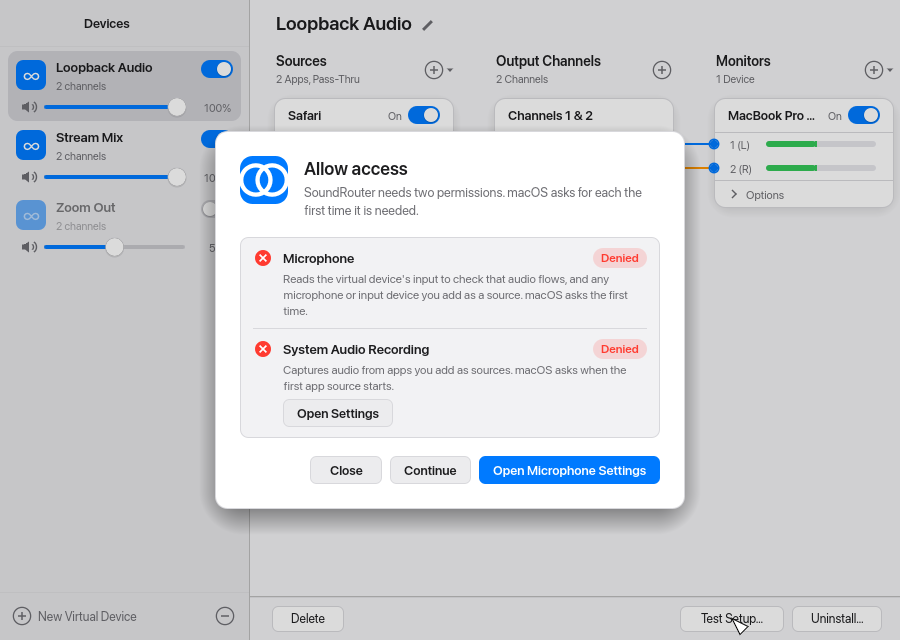 Devices
Loopback Audio
2 channels
100%
Stream Mix
2 channels
10
Zoom Out
2 channels
5
New Virtual Device
Loopback Audio
Sources
2 Apps, Pass-Thru
Output Channels
2 Channels
Monitors
1 Device
Safari
On
Channels 1 & 2
MacBook Pro ...
On
1 (L)
2 (R)
Options
Allow access
SoundRouter needs two permissions. macOS asks for each the
first time it is needed.
Microphone
Denied
Reads the virtual device's input to check that audio flows, and any
microphone or input device you add as a source. macOS asks the first
time.
System Audio Recording
Denied
Captures audio from apps you add as sources. macOS asks when the
first app source starts.
Open Settings
Close
Continue
Open Microphone Settings
Delete
Test Setup...
Uninstall...